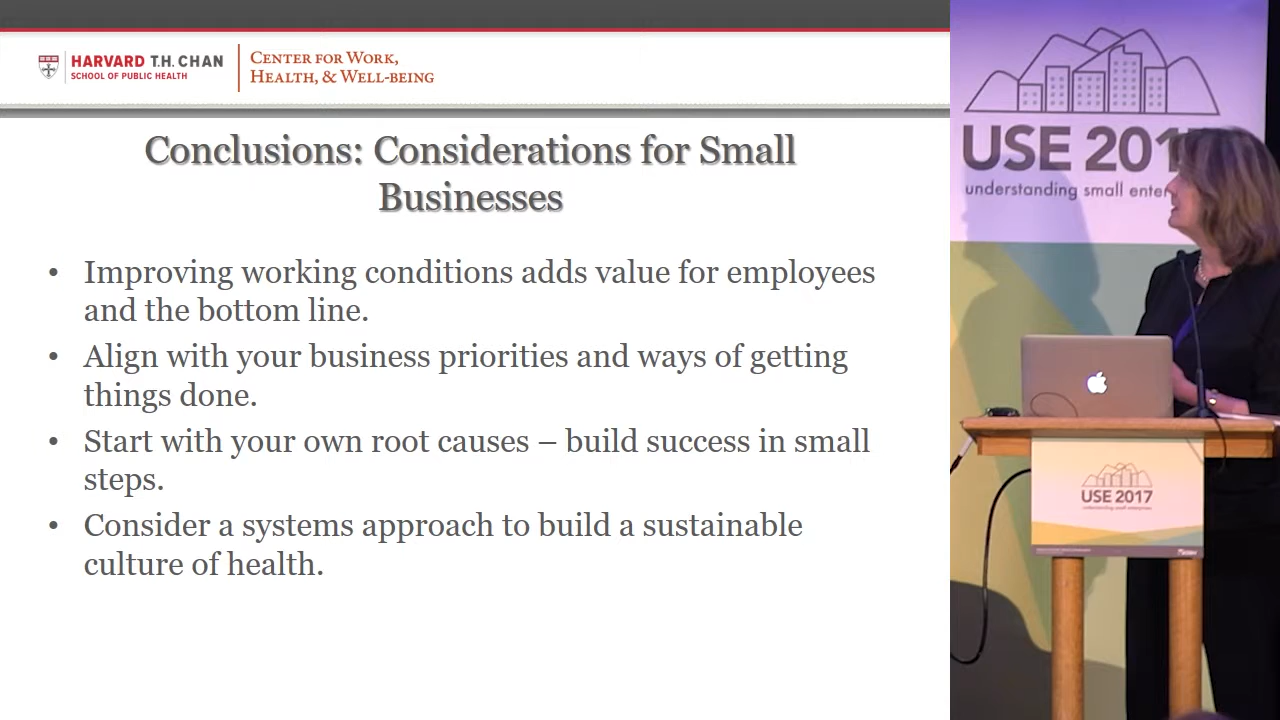 HARVARD T.H. CHAN
SCHOOL OF PUBLIC HEALTH
CENTER FOR WORK,
HEALTH, & WELL-BEING
Conclusions: Considerations for Small
Businesses
• Improving working conditions adds value for employees
and the bottom line.
• Align with your business priorities and ways of getting
things done.
• Start with your own root causes – build success in small
steps.
• Consider a systems approach to build a sustainable
culture of health.
USE 201
understanding small enter
USE 2017
understanding small enterprises